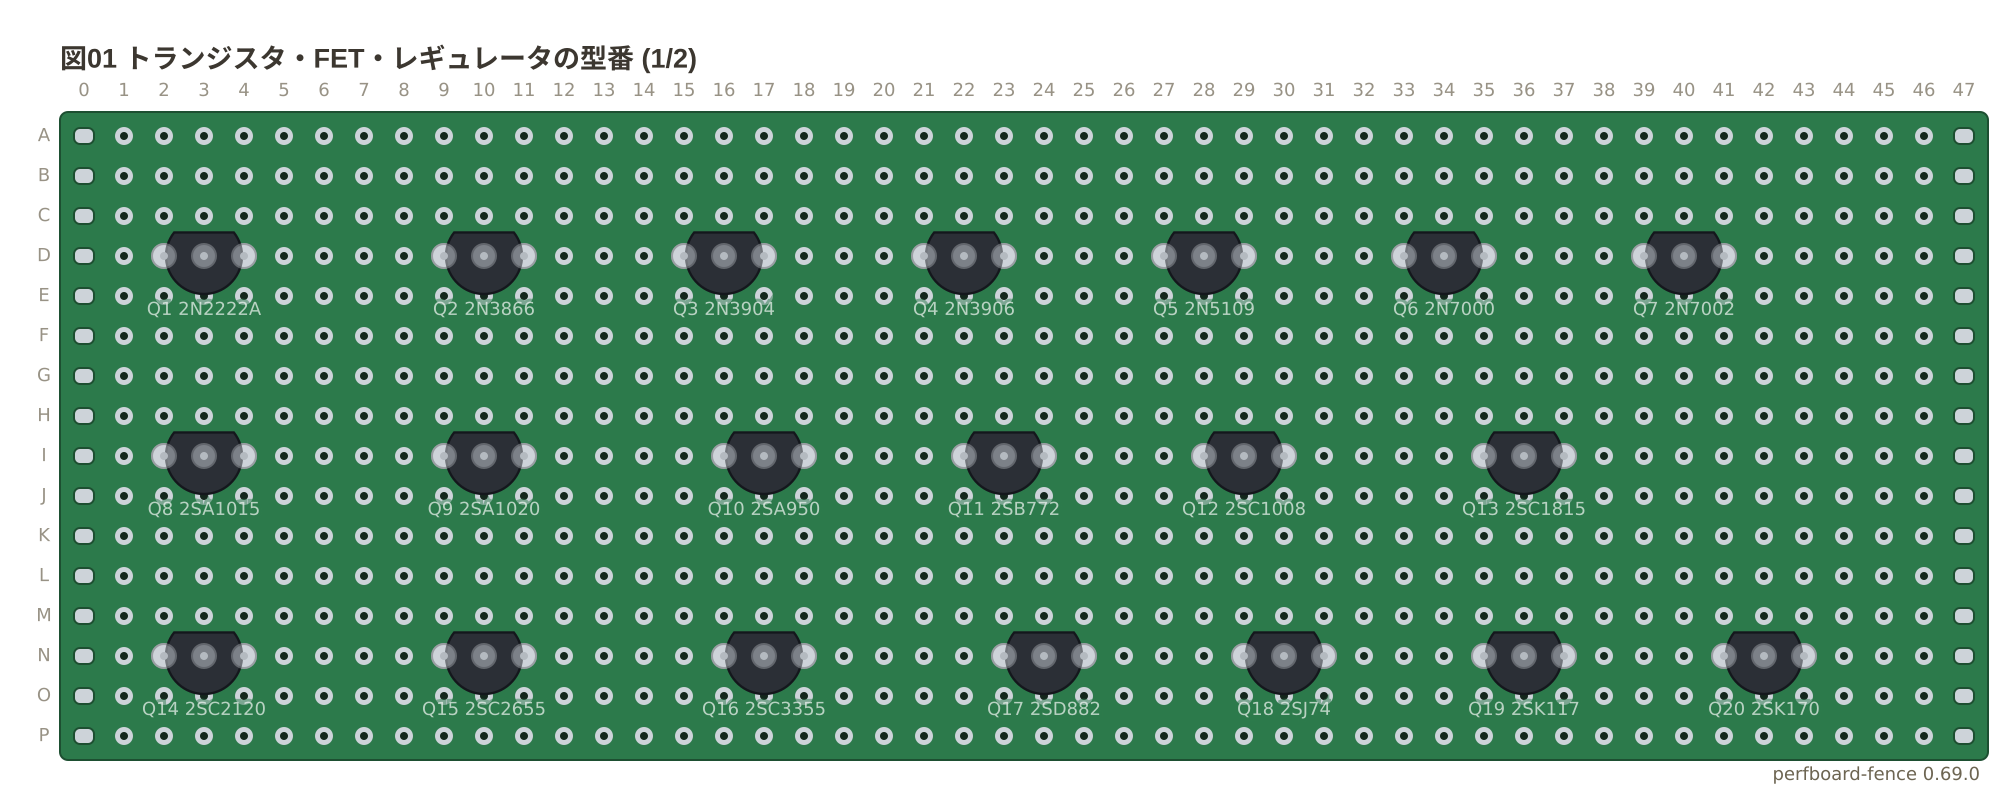 図01 トランジスタ・FET・レギュレータの型番 (1/2)
0 1 2 3 4 5 6 7 8 9 10 11 12 13 14 15 16 17 18 19 20 21 22 23 24 25 26 27 28 29 30 31 32 33 34 35 36 37 38 39 40 41 42 43 44 45 46 47
A
B
C
D
E
Q1 2N2222A Q2 2N3866 Q3 2N3904 Q4 2N3906 Q5 2N5109 Q6 2N7000 Q7 2N7002
F
G
H
I
J
Q8 2SA1015 Q9 2SA1020 Q10 2SA950 Q11 2SB772 Q12 2SC1008 Q13 2SC1815
K
L
M
N
O
Q14 2SC2120 Q15 2SC2655 Q16 2SC3355 Q17 2SD882 Q18 2SJ74 Q19 2SK117 Q20 2SK170
P
perfboard-fence 0.69.0